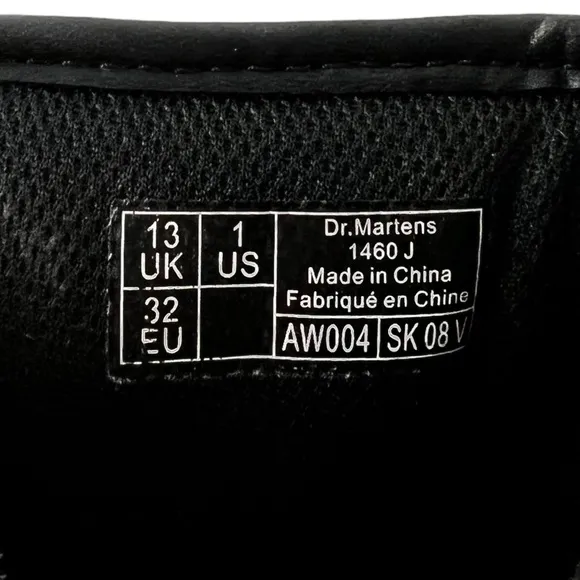 13
UK
1
US
32
EU
Dr.Martens
1460 J
Made in China
Fabriqué en Chine
AW004
SK 08 V